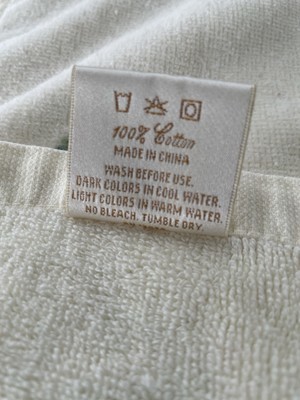 100% Cotton
MADE IN CHINA
WASH BEFORE USE.
DARK COLORS IN COOL WATER.
LIGHT COLORS IN WARM WATER.
NO BLEACH. TUMBLE DRY.